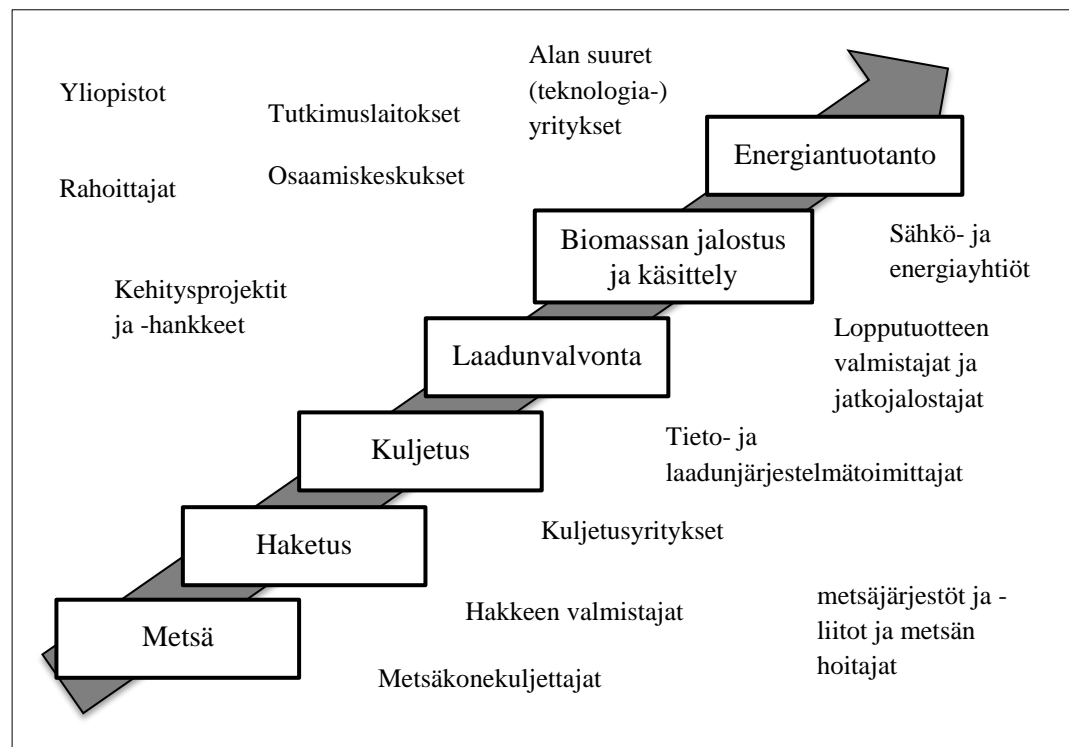 Alan suuret
(teknologia-)
yritykset
Yliopistot
Tutkimuslaitokset
Energiantuotanto
Rahoittajat
Osaamiskeskukset
Biomassan jalostus
ja käsittely
Sähkö- ja
energiayhtiöt
Kehitysprojektit
ja -hankkeet
Laadunvalvonta
Lopputuotteen
valmistajat ja
jatkojalostajat
Kuljetus
Tieto- ja
laadunjärjestelmätoimittajat
Haketus
Kuljetusyritykset
Metsä
Hakkeen valmistajat
metsäjärjestöt ja -
liitot ja metsän
hoitajat
Metsäkonekuljettajat